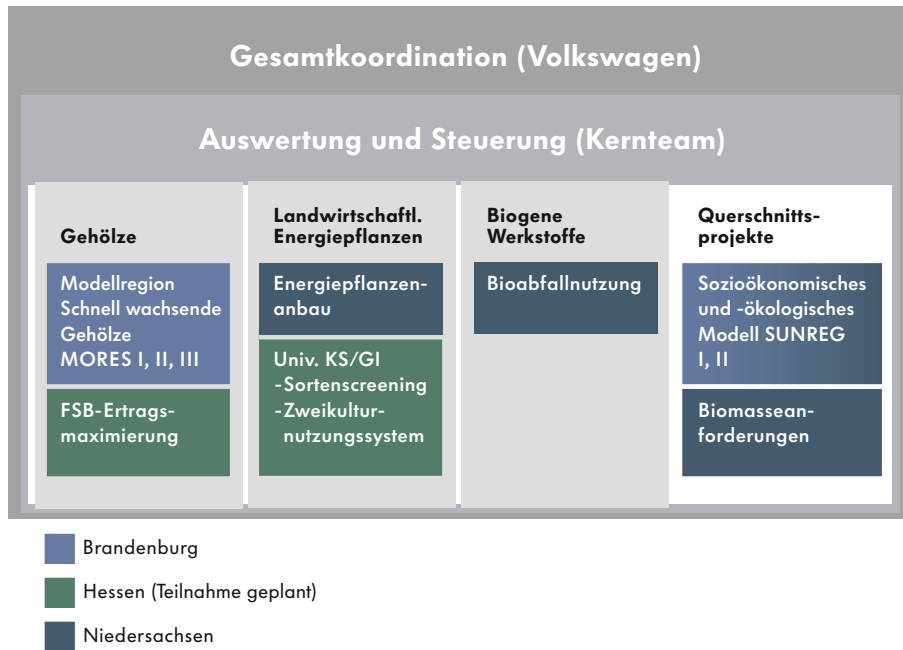 Gesamtkoordination (Volkswagen)
Auswertung und Steuerung (Kernteam)
Gehölze
Modellregion
Schnell wachsende
Gehölze
MORES I, II, III
FSB-Ertrags-
maximierung
Landwirtschaftl.
Energiepflanzen
Energiepflanzen-
anbau
Univ. KS/GI
-Sortenscreening
-Zweikultur-
nutzungssystem
Biogene
Werkstoffe
Bioabfallnutzung
Querschnitts-
projekte
Sozioökonomisches
und -ökologisches
Modell SUNREG
I, II
Biomassean-
forderungen
Brandenburg
Hessen (Teilnahme geplant)
Niedersachsen